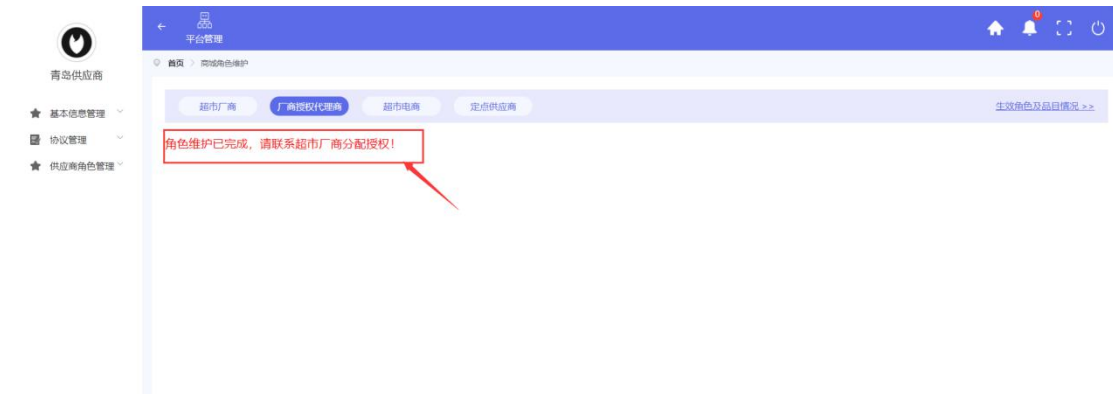 平台管理
0
青岛供应商
首页 > 商城角色维护
超市厂商
厂商授权代理商
超市电商
定点供应商
生效角色及品目情况 >>
基本信息管理
协议管理
供应商角色管理
角色维护已完成，请联系超市厂商分配授权！